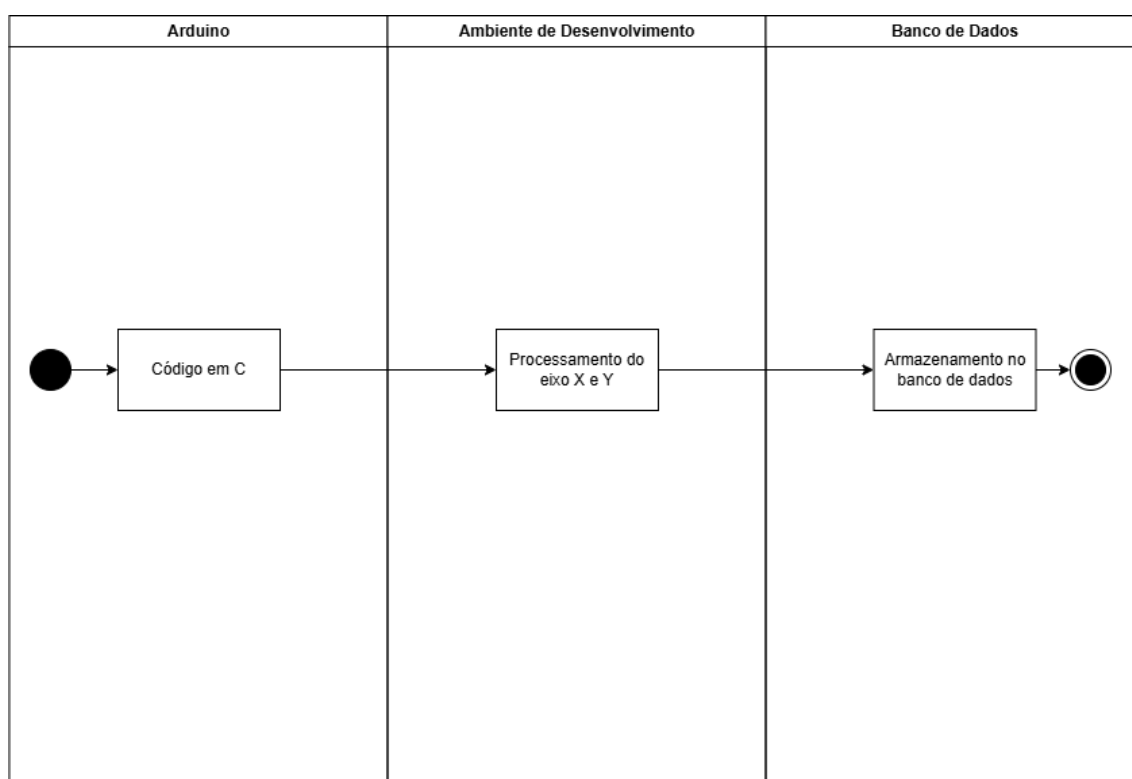 Arduino
Ambiente de Desenvolvimento
Banco de Dados
Código em C
Processamento do
eixo X e Y
Armazenamento no
banco de dados